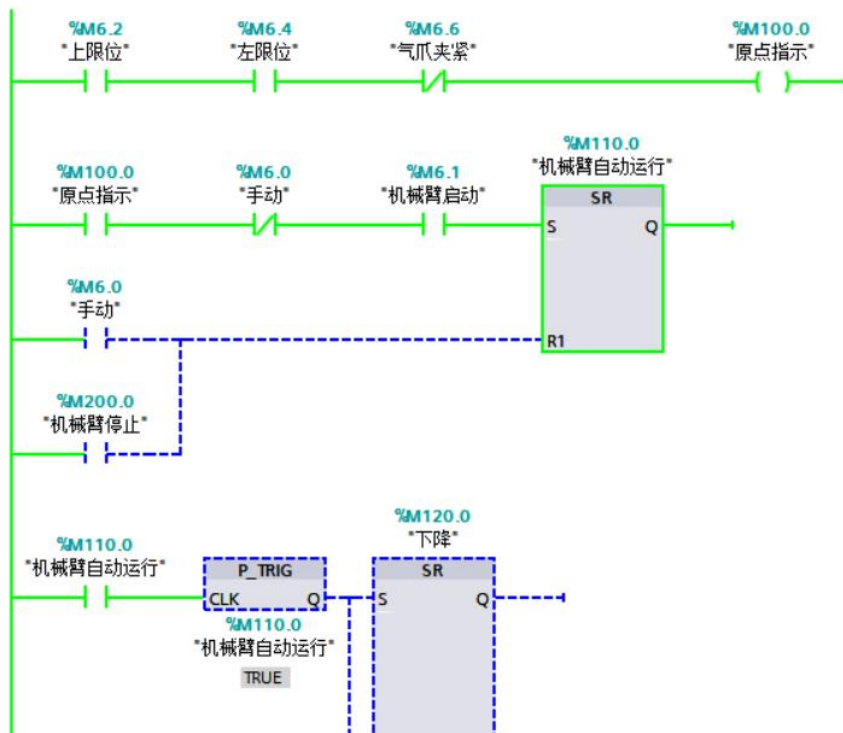 %M6.2 %M6.4 %M6.6 %M100.0
"上限位" "左限位" "气爪夹紧" "原点指示"
%M110.0
"机械臂自动运行"
%M100.0 %M6.0 %M6.1
"原点指示" "手动" "机械臂启动"
SR
S Q
%M6.0
"手动"
R1
%M200.0
"机械臂停止"
%M120.0
"下降"
%M110.0
"机械臂自动运行"
P_TRIG SR
CLK Q S Q
%M110.0
"机械臂自动运行"
TRUE